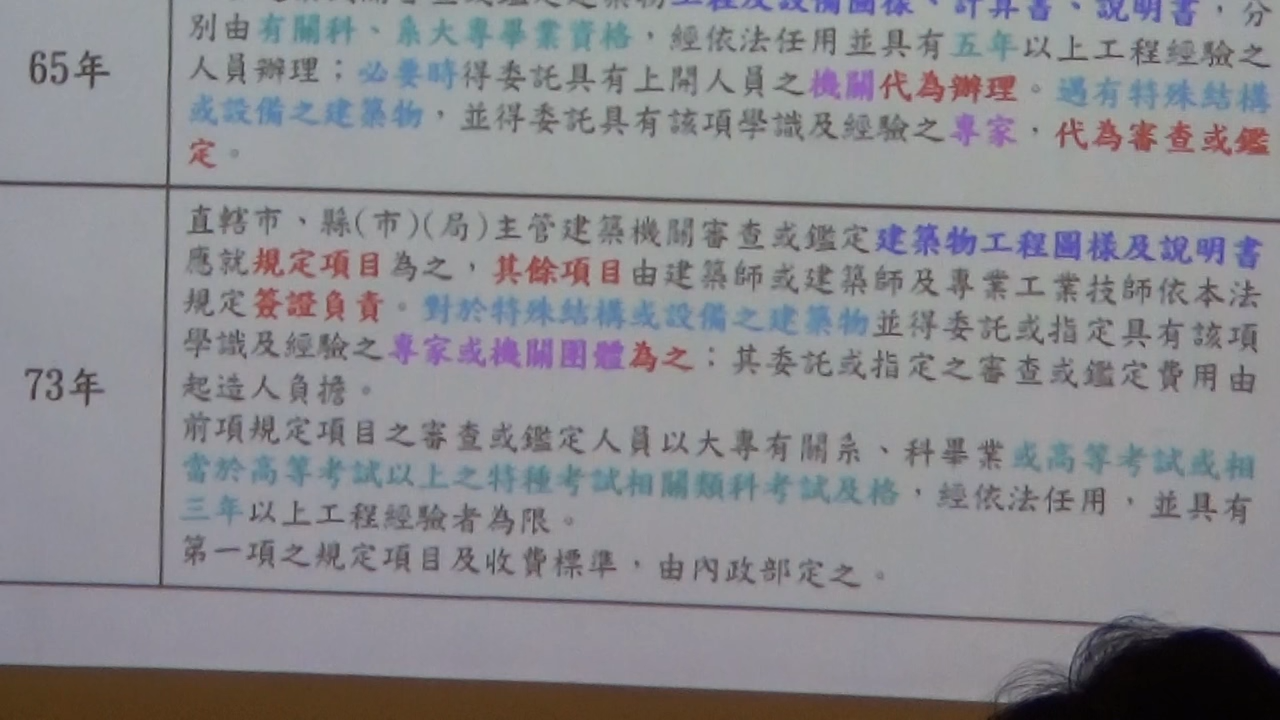 工程及設備圖樣、計算書、說明書,分
65年
別由有關科、系大專畢業資格,經依法任用並具有五年以上工程經驗之
人員辦理;必要時得委託具有上開人員之機關代為辦理。遇有特殊結構
或設備之建築物,並得委託具有該項學識及經驗之專家,代為審查或鑑
定。
73年
直轄市、縣(市)(局)主管建築機關審查或鑑定建築物工程圖樣及說明書
應就規定項目為之,其餘項目由建築師或建築師及專業工業技師依本法
規定簽證負責。對於特殊結構或設備之建築物並得委託或指定具有該項
學識及經驗之專家或機關團體為之;其委託或指定之審查或鑑定費用由
起造人負擔。
前項規定項目之審查或鑑定人員以大專有關系、科畢業或高等考試或相
當於高等考試以上之特種考試相關類科考試及格,經依法任用,並具有
三年以上工程經驗者為限。
第一項之規定項目及收費標準,由內政部定之。